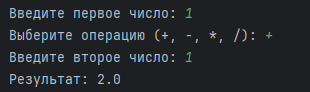 Введите первое число: 1
Выберите операцию (+, -, *, /): +
Введите второе число: 1
Результат: 2.0